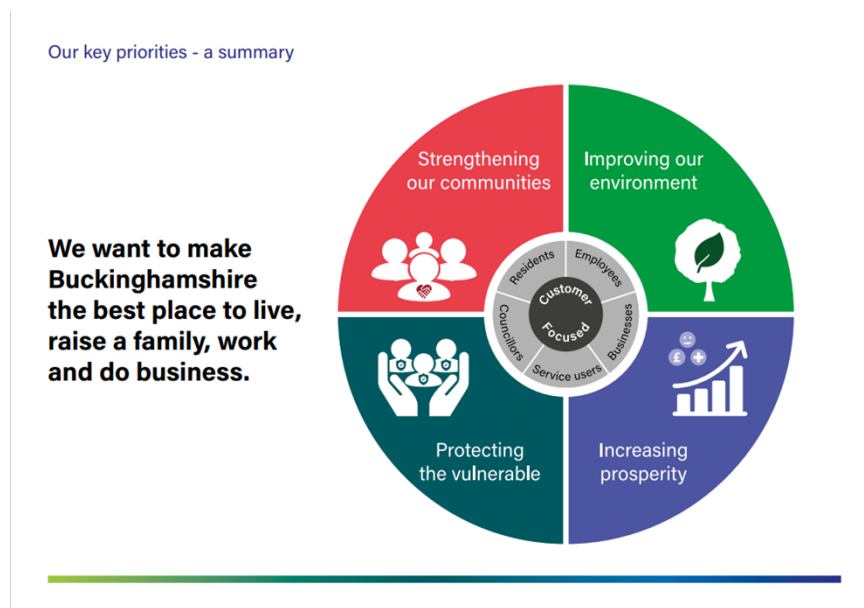 Our key priorities - a summary
We want to make
Buckinghamshire
the best place to live,
raise a family, work
and do business.
Strengthening
our communities
Improving our
environment
Residents
Employees
Customer
Focused
Councillors
Businesses
Service users
£
Protecting
the vulnerable
Increasing
prosperity